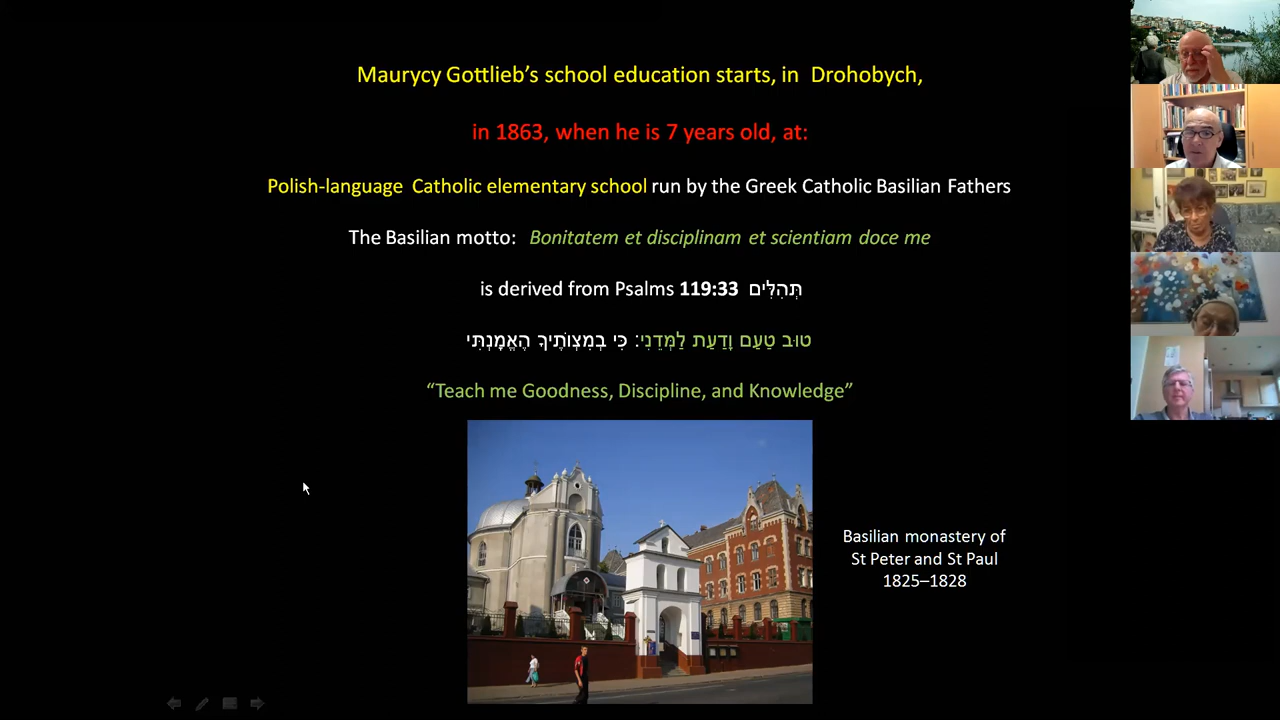 Maurycy Gottlieb’s school education starts, in Drohobych,
in 1863, when he is 7 years old, at:
Polish-language Catholic elementary school run by the Greek Catholic Basilian Fathers
The Basilian motto: Bonitatem et disciplinam et scientiam doce me
is derived from Psalms 119:33 תְּהִלִּים
טוּב טַעַם וָדַעַת לַמְּדֵנִי: כִּי בְמִצְוֺתֶיךָ הֶאֱמָנְתִּי
“Teach me Goodness, Discipline, and Knowledge”
Basilian monastery of
St Peter and St Paul
1825–1828